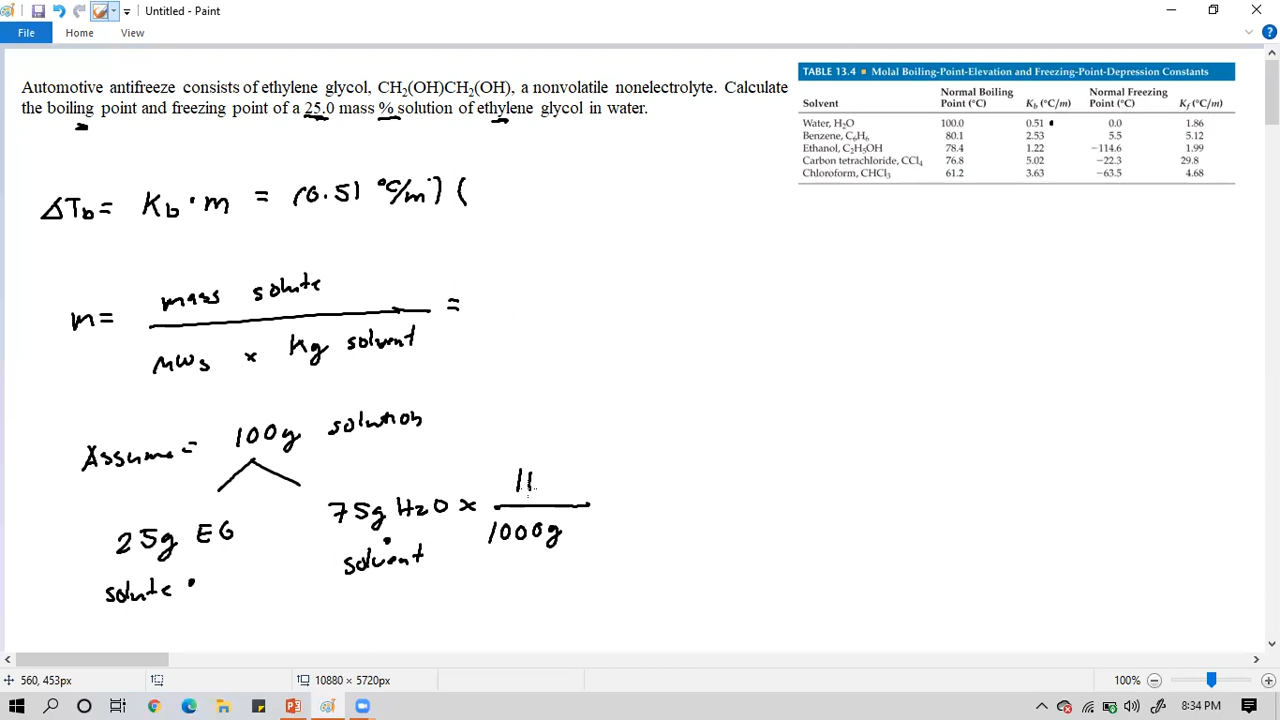 Untitled - Paint
File Home View
Automotive antifreeze consists of ethylene glycol, CH2(OH)CH2(OH), a nonvolatile nonelectrolyte. Calculate
the boiling point and freezing point of a 25.0 mass % solution of ethylene glycol in water.
TABLE 13.4 ■ Molal Boiling-Point-Elevation and Freezing-Point-Depression Constants
Normal Boiling Normal Freezing
Solvent Point (°C) Kb (°C/m) Point (°C) Kf (°C/m)
Water, H2O 100.0 0.51 0.0 1.86
Benzene, C6H6 80.1 2.53 5.5 5.12
Ethanol, C2H5OH 78.4 1.22 −114.6 1.99
Carbon tetrachloride, CCl4 76.8 5.02 −22.3 29.8
Chloroform, CHCl3 61.2 3.63 −63.5 4.68
ΔTb = Kb · m = (0.51 °C/m) (
m = mass solute =
MWs × Kg solvent
Assume = 100g solution
75g H2O × 11
1000g
25g EG
solvent
solute
560, 453px 10880 × 5720px 100%
8:34 PM